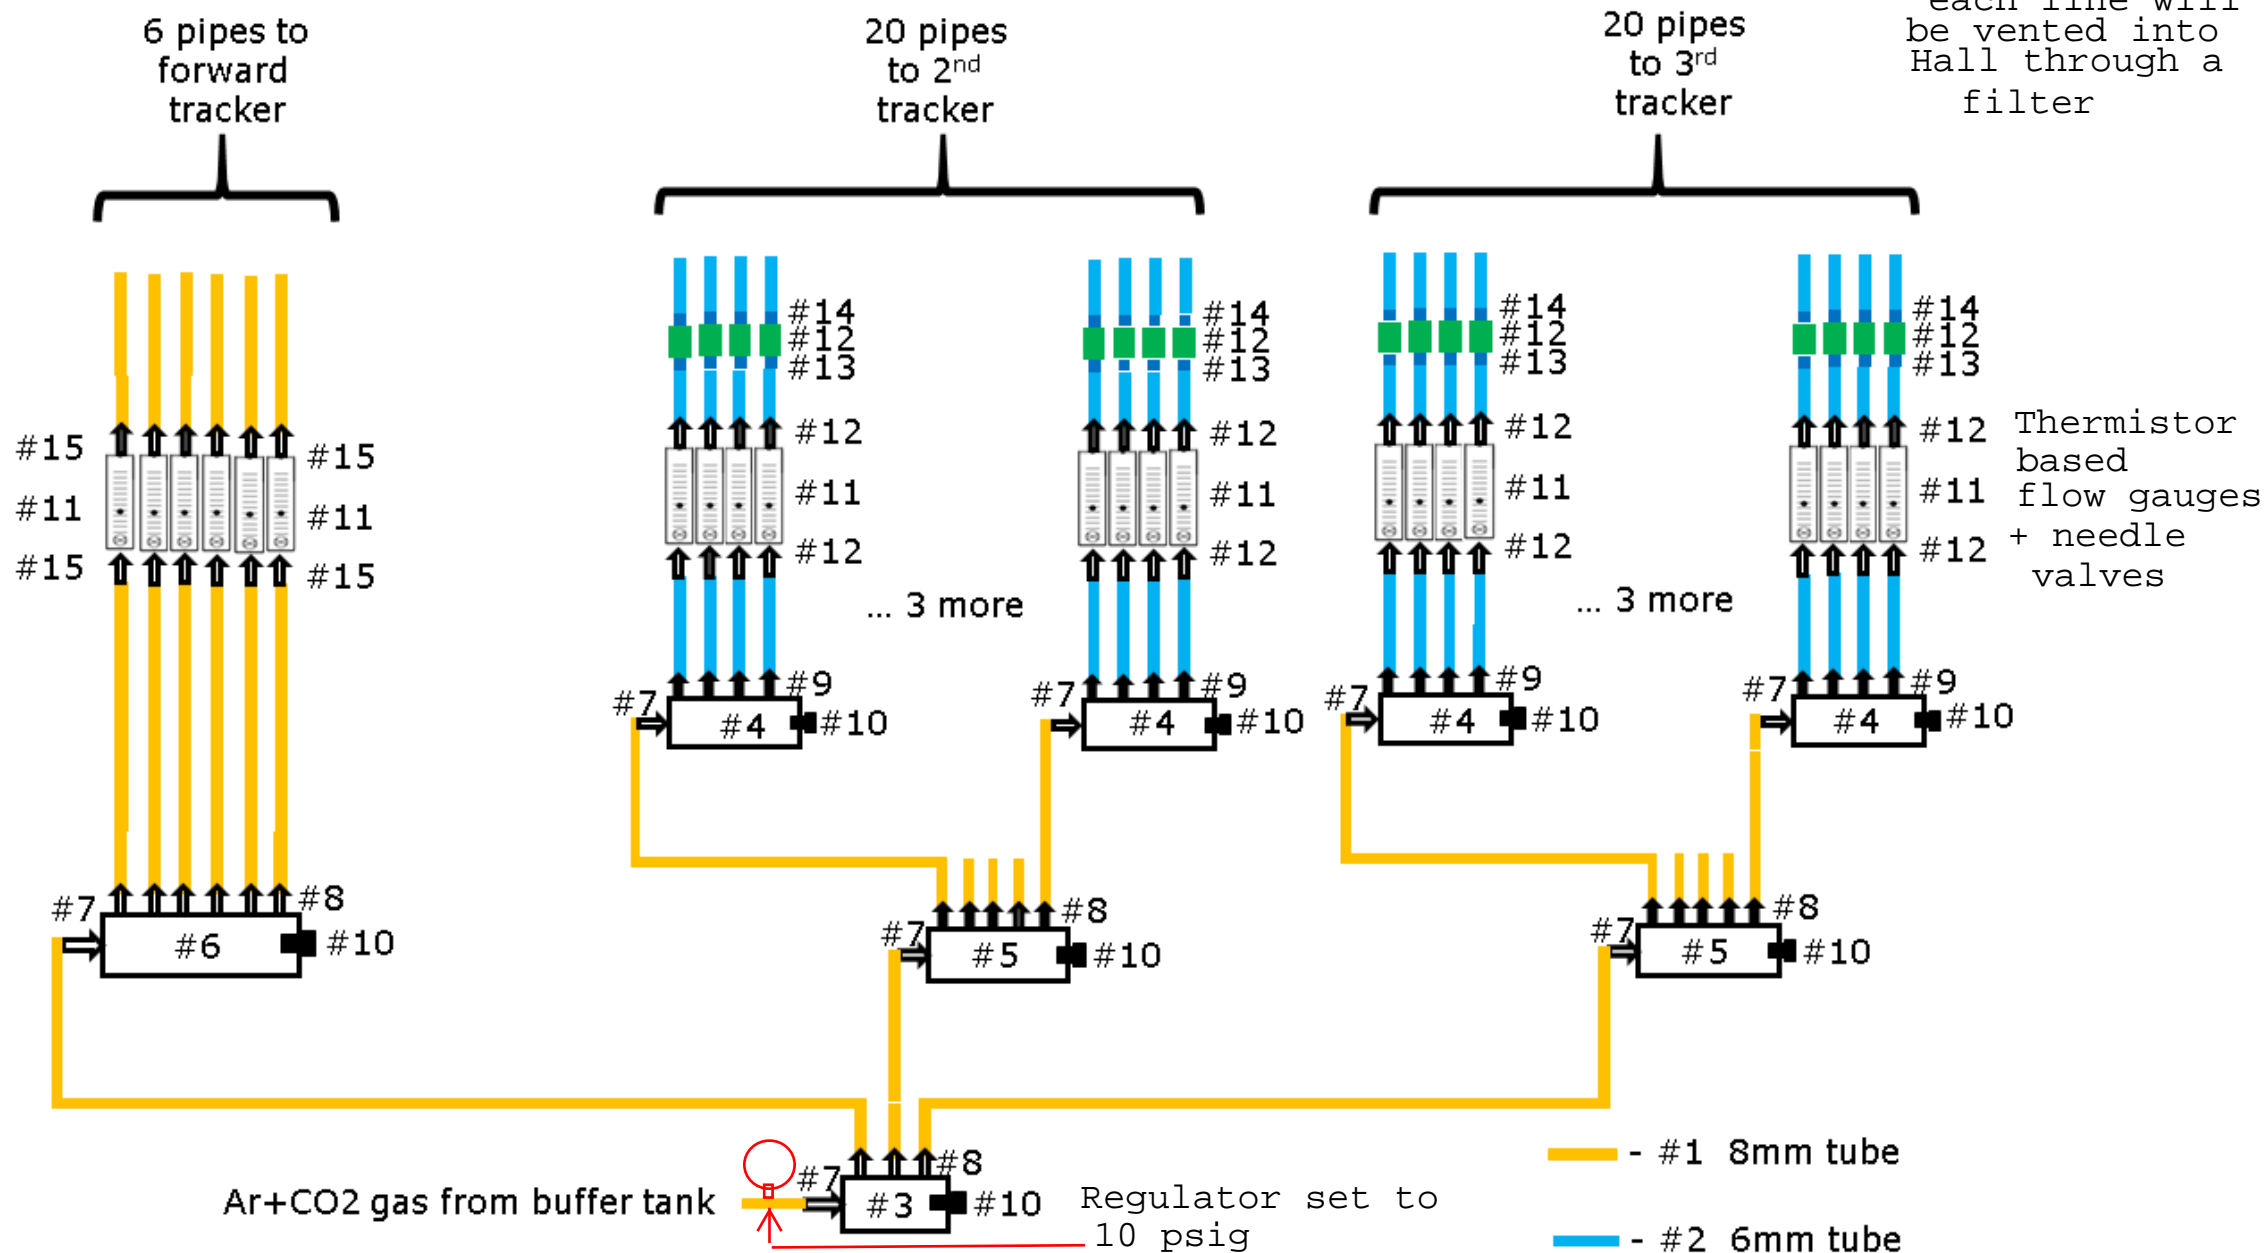 6 pipes to
forward
tracker
20 pipes
to 2nd
tracker
20 pipes
to 3rd
tracker
each line will
be vented into
Hall through a
filter
#14
#12
#13
#14
#12
#13
#14
#12
#13
#14
#12
#13
#15
#11
#15
#15
#11
#15
#12
#11
#12
#12
#11
#12
#12
#11
#12
#12
#11
#12
Thermistor
based
flow gauges
+ needle
valves
... 3 more
... 3 more
#7
#9
#4
#10
#7
#9
#4
#10
#7
#9
#4
#10
#7
#9
#4
#10
#7
#8
#6
#10
#7
#8
#5
#10
#7
#8
#5
#10
Ar+CO2 gas from buffer tank
#7
#8
#3
#10
Regulator set to
10 psig
- #1 8mm tube
- #2 6mm tube